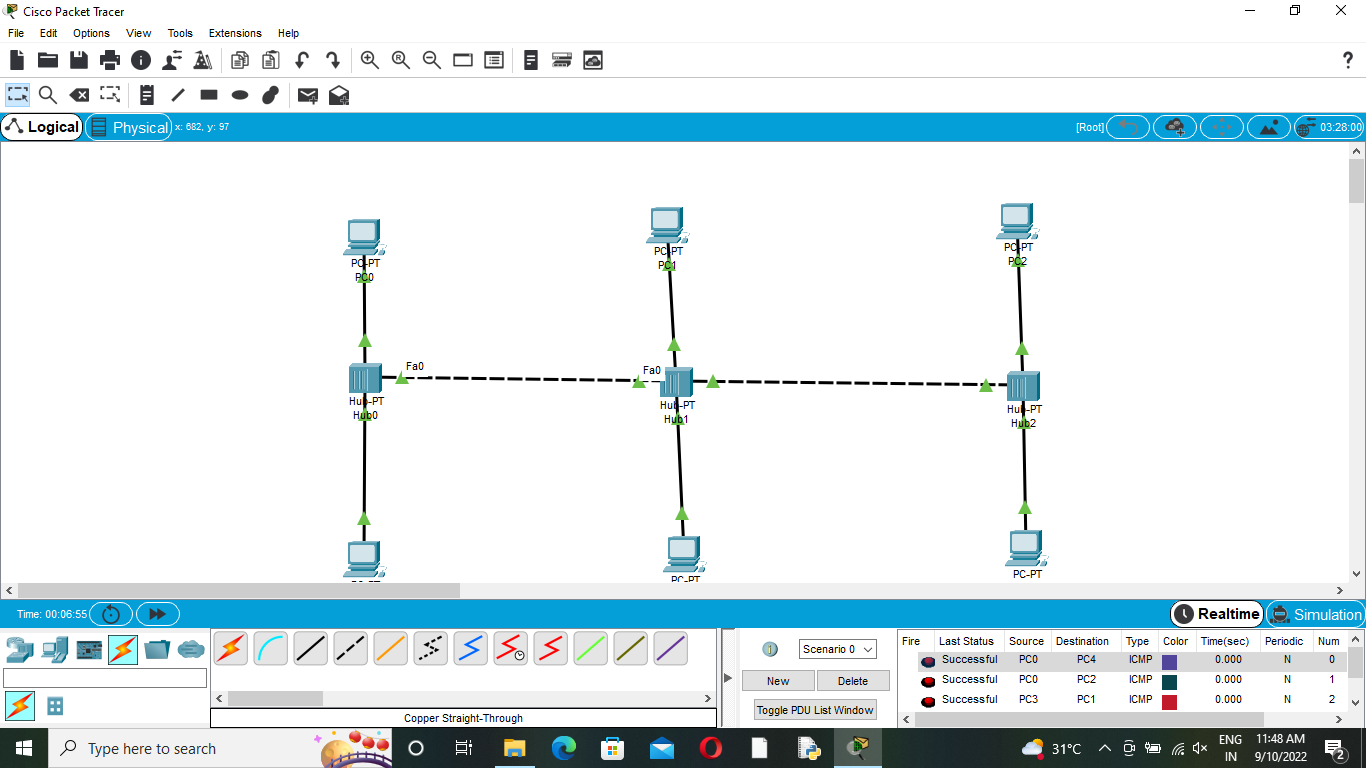 Cisco Packet Tracer
File Edit Options View Tools Extensions Help
Logical Physical x: 682, y: 97 [Root] 03:28:00
PC-PT
PC0
PC-PT
PC1
PC-PT
PC2
Fa0 Fa0
Hub-PT
Hub0
Hub-PT
Hub1
Hub-PT
Hub2
PC-PT
PC-PT
PC-PT
Time: 00:06:55 Realtime Simulation
Scenario 0
New Delete
Toggle PDU List Window
Fire Last Status Source Destination Type Color Time(sec) Periodic Num
Successful PC0 PC4 ICMP 0.000 N 0
Successful PC0 PC2 ICMP 0.000 N 1
Successful PC3 PC1 ICMP 0.000 N 2
Copper Straight-Through
Type here to search
31°C
ENG
IN
11:48 AM
9/10/2022
2